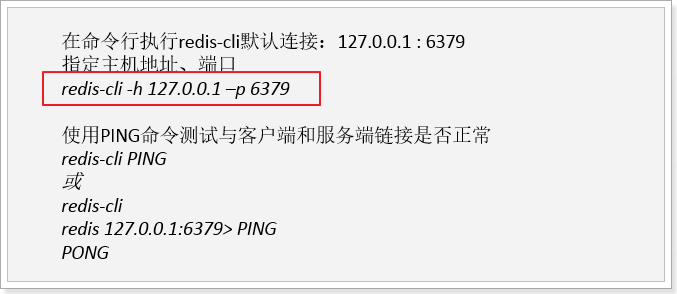 在命令行执行redis-cli默认连接：127.0.0.1 : 6379
指定主机地址、端口
redis-cli -h 127.0.0.1 –p 6379
使用PING命令测试与客户端和服务端链接是否正常
redis-cli PING
或
redis-cli
redis 127.0.0.1:6379> PING
PONG